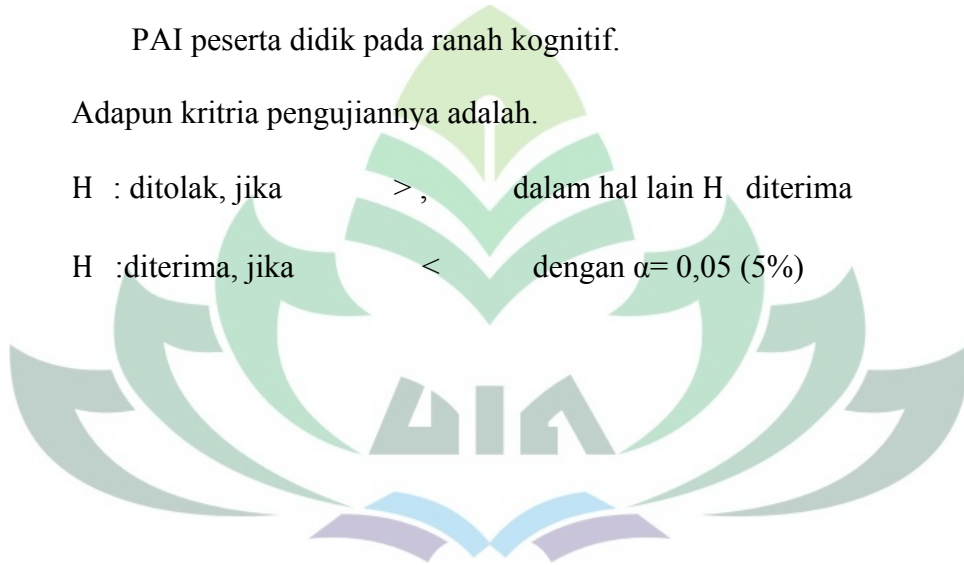 PAI peserta didik pada ranah kognitif.
Adapun kritria pengujiannya adalah.
H : ditolak, jika > , dalam hal lain H diterima
H :diterima, jika < dengan α= 0,05 (5%)
UIN